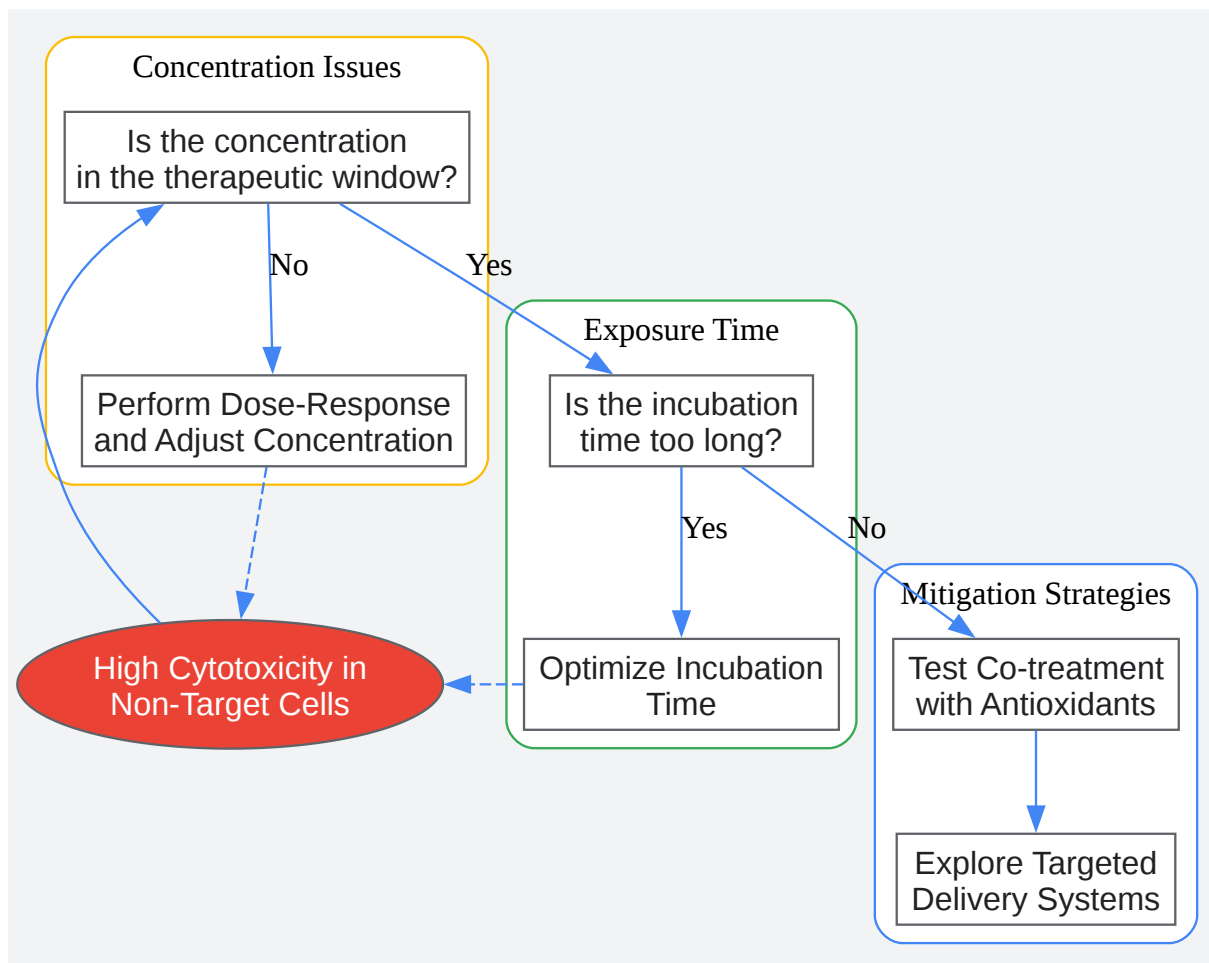 Concentration Issues
Is the concentration
in the therapeutic window?
No
Yes
Perform Dose-Response
and Adjust Concentration
Exposure Time
Is the incubation
time too long?
Yes
No
High Cytotoxicity in
Non-Target Cells
Optimize Incubation
Time
Mitigation Strategies
Test Co-treatment
with Antioxidants
Explore Targeted
Delivery Systems